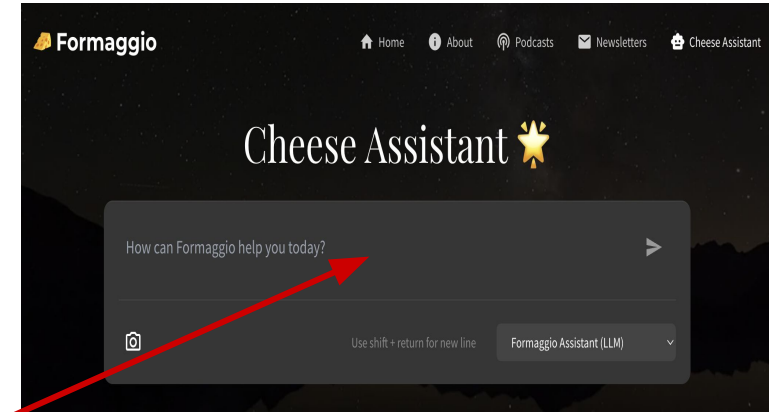 Formaggio
Home About Podcasts Newsletters Cheese Assistant
Cheese Assistant
How can Formaggio help you today?
Use shift + return for new line
Formaggio Assistant (LLM)